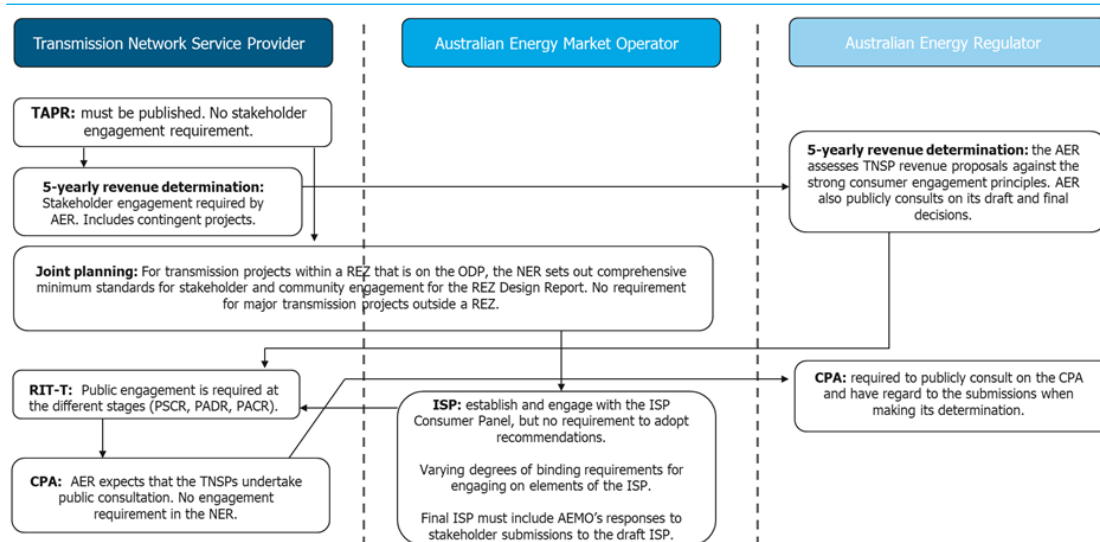 Transmission Network Service Provider
Australian Energy Market Operator
Australian Energy Regulator
TAPR: must be published. No stakeholder
engagement requirement.
5-yearly revenue determination:
Stakeholder engagement required by
AER. Includes contingent projects.
5-yearly revenue determination: the AER
assesses TNSP revenue proposals against the
strong consumer engagement principles. AER
also publicly consults on its draft and final
decisions.
Joint planning: For transmission projects within a REZ that is on the ODP, the NER sets out comprehensive
minimum standards for stakeholder and community engagement for the REZ Design Report. No requirement
for major transmission projects outside a REZ.
RIT-T: Public engagement is required at
the different stages (PSCR, PADR, PACR).
ISP: establish and engage with the ISP
Consumer Panel, but no requirement to adopt
recommendations.
Varying degrees of binding requirements for
engaging on elements of the ISP.
Final ISP must include AEMO's responses to
stakeholder submissions to the draft ISP.
CPA: required to publicly consult on the CPA
and have regard to the submissions when
making its determination.
CPA: AER expects that the TNSPs undertake
public consultation. No engagement
requirement in the NER.